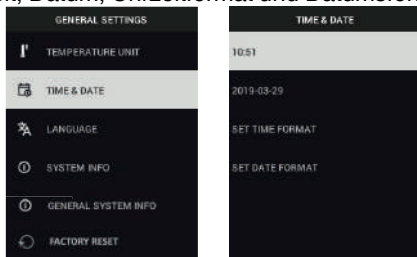 GENERAL SETTINGS
TEMPERATURE UNIT
TIME & DATE
LANGUAGE
SYSTEM INFO
GENERAL SYSTEM INFO
FACTORY RESET
TIME & DATE
10:51
2019-03-29
SET TIME FORMAT
SET DATE FORMAT